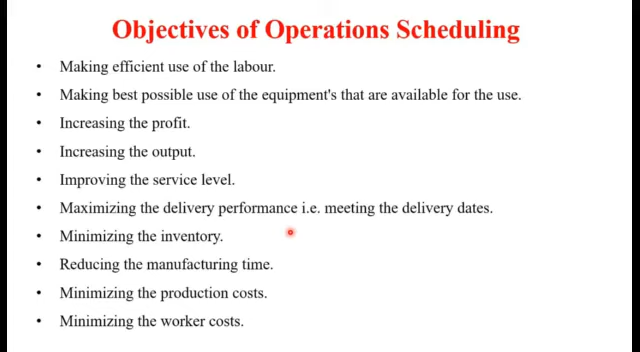 Objectives of Operations Scheduling
• Making efficient use of the labour.
• Making best possible use of the equipment's that are available for the use.
• Increasing the profit.
• Increasing the output.
• Improving the service level.
• Maximizing the delivery performance i.e. meeting the delivery dates.
• Minimizing the inventory.
• Reducing the manufacturing time.
• Minimizing the production costs.
• Minimizing the worker costs.